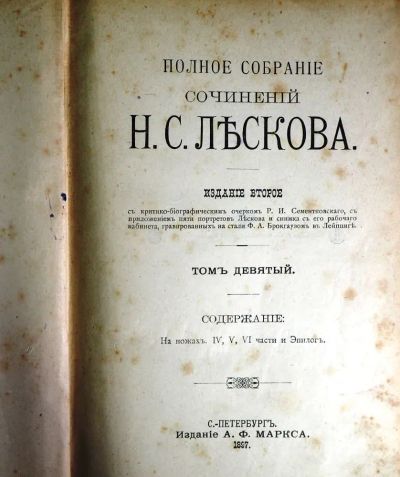 ПОЛНОЕ СОБРАНІЕ
СОЧИНЕНІЙ
Н. С. ЛѢСКОВА.
ИЗДАНІЕ ВТОРОЕ
съ критико-біографическимъ очеркомъ Р. И. Сементковскаго, съ
приложеніемъ пяти портретовъ Лѣскова и снимка съ его рабочаго
кабинета, гравированныхъ на стали Ф. А. Брокгаузомъ въ Лейпцигѣ.
ТОМЪ ДЕВЯТЫЙ.
СОДЕРЖАНІЕ:
На ножахъ. IV, V, VI части и Эпилогъ.
С.-ПЕТЕРБУРГЪ.
Изданіе А. Ф. МАРКСА.
1897.